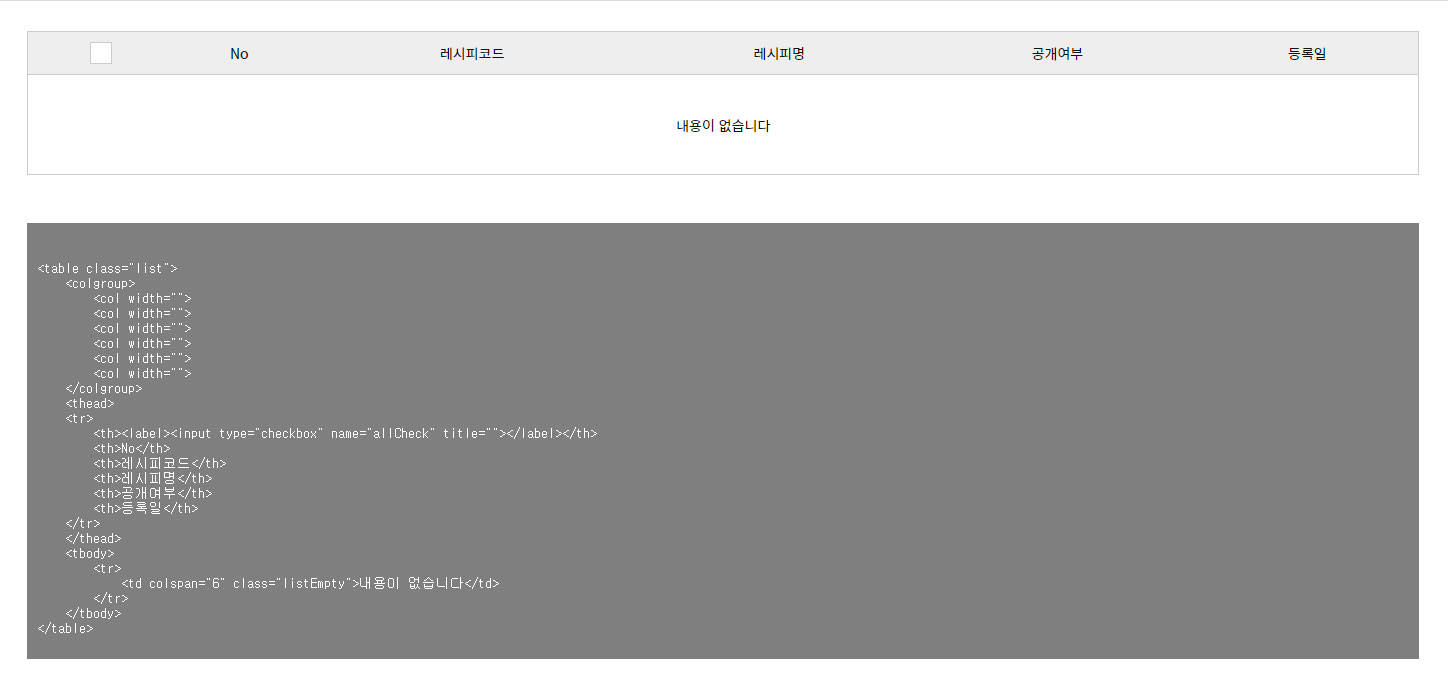 No 레시피코드 레시피명 공개여부 등록일
내용이 없습니다
<table class="list">
    <colgroup>
        <col width="">
        <col width="">
        <col width="">
        <col width="">
        <col width="">
        <col width="">
    </colgroup>
    <thead>
    <tr>
        <th><label><input type="checkbox" name="allCheck" title=""></label></th>
        <th>No</th>
        <th>레시피코드</th>
        <th>레시피명</th>
        <th>공개여부</th>
        <th>등록일</th>
    </tr>
    </thead>
    <tbody>
        <tr>
            <td colspan="6" class="listEmpty">내용이 없습니다</td>
        </tr>
    </tbody>
</table>